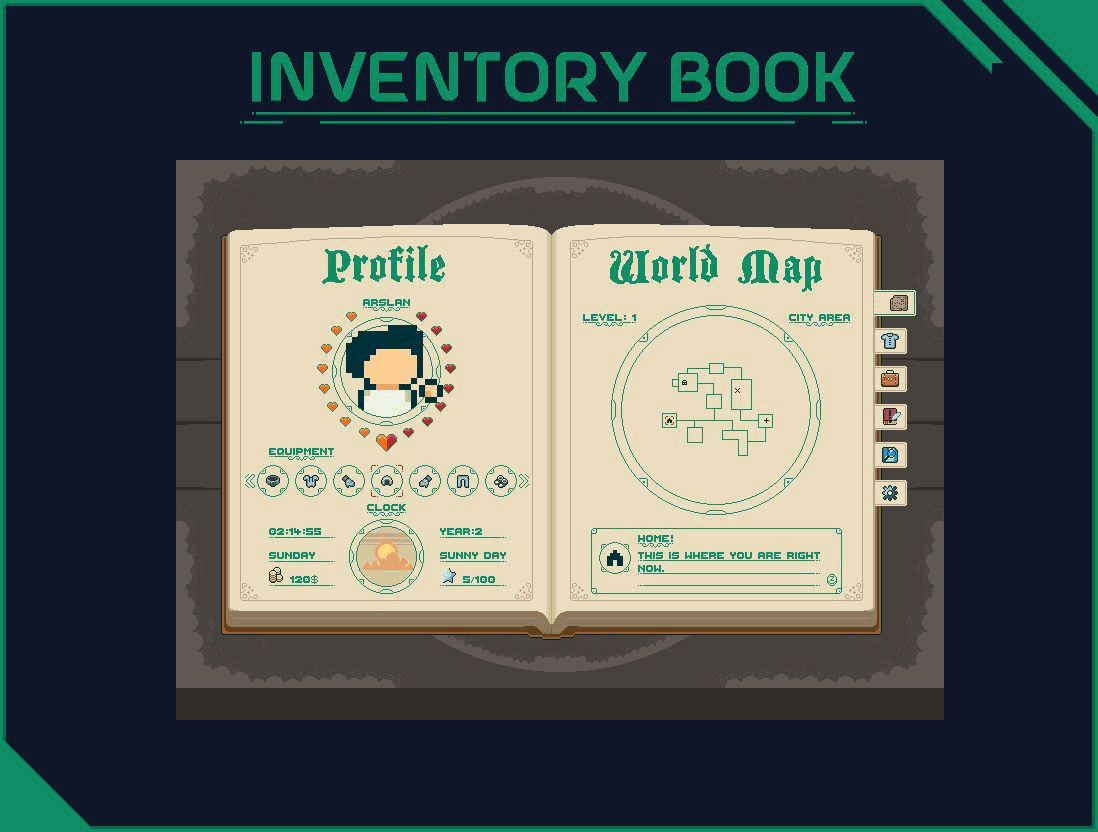 INVENTORY BOOK
Profile
ARSLAN
EQUIPMENT
CLOCK
02:14:55
YEAR:2
SUNDAY
SUNNY DAY
120$
5/100
World Map
LEVEL: 1
CITY AREA
HOME!
THIS IS WHERE YOU ARE RIGHT
NOW.
Z